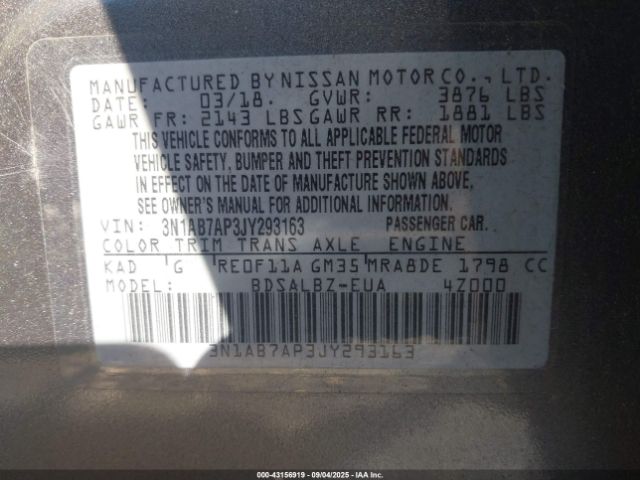 MANUFACTURED BY NISSAN MOTOR CO., LTD.
DATE: 03/18. GVWR: 3876 LBS
GAWR FR: 2143 LBS GAWR RR: 1881 LBS
THIS VEHICLE CONFORMS TO ALL APPLICABLE FEDERAL MOTOR
VEHICLE SAFETY, BUMPER AND THEFT PREVENTION STANDARDS
IN EFFECT ON THE DATE OF MANUFACTURE SHOWN ABOVE.
SEE OWNER'S MANUAL FOR ADDITIONAL INFORMATION.
VIN: 3N1AB7AP3JY293163 PASSENGER CAR.
COLOR TRIM TRANS AXLE ENGINE
KAD G RE0F11A GM35 MRA8DE 1798 CC
MODEL: BDSALBZ-EUA 4Z000
3N1AB7AP3JY293163
000-43156919 - 09/04/2025 - IAAI.COM